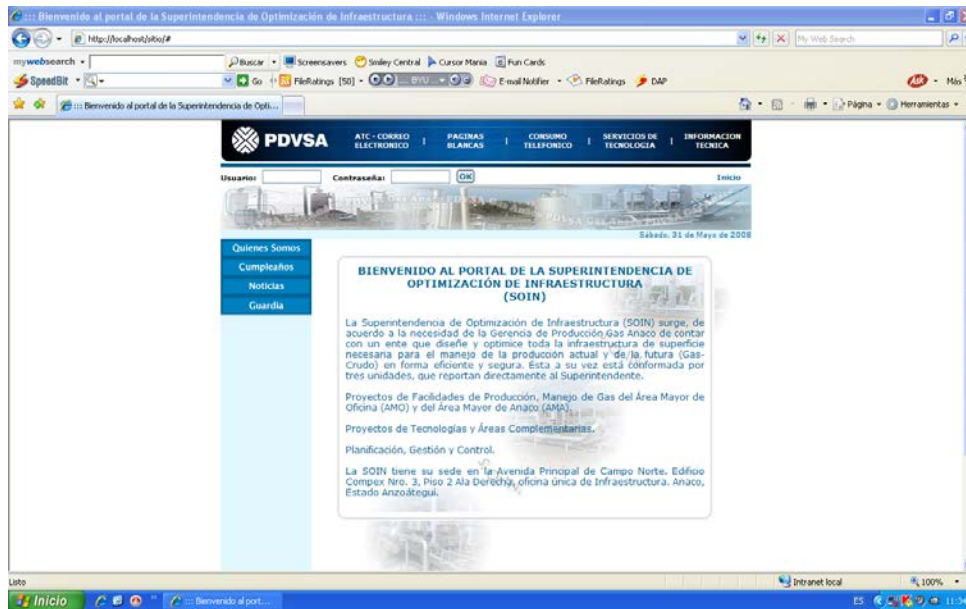 ::: Bienvenido al portal de la Superintendencia de Optimización de Infraestructura ::: - Windows Internet Explorer
http://localhost/sitio/#
My Web Search
mywebsearch Buscar Screensavers Smiley Central Cursor Mania Fun Cards
SpeedBit Go FileRatings [50] BYU... E-mail Notifier FileRatings DAP Ask Más
::: Bienvenido al portal de la Superintendencia de Opti... Página Herramientas
PDVSA
ATC - CORREO ELECTRONICO | PAGINAS BLANCAS | CONSUMO TELEFONICO | SERVICIOS DE TECNOLOGIA | INFORMACION TECNICA
Usuario: Contraseña: OK Inicio
Sábado, 31 de Mayo de 2008
Quienes Somos
Cumpleaños
Noticias
Guardia
BIENVENIDO AL PORTAL DE LA SUPERINTENDENCIA DE
OPTIMIZACIÓN DE INFRAESTRUCTURA
(SOIN)
La Superintendencia de Optimización de Infraestructura (SOIN) surge, de
acuerdo a la necesidad de la Gerencia de Producción Gas Anaco de contar
con un ente que diseñe y optimice toda la infraestructura de superficie
necesaria para el manejo de la producción actual y de la futura (Gas-
Crudo) en forma eficiente y segura. Ésta a su vez está conformada por
tres unidades, que reportan directamente al Superintendente.
Proyectos de Facilidades de Producción, Manejo de Gas del Área Mayor de
Oficina (AMO) y del Área Mayor de Anaco (AMA).
Proyectos de Tecnologías y Áreas Complementarias.
Planificación, Gestión y Control.
La SOIN tiene su sede en la Avenida Principal de Campo Norte. Edificio
Compex Nro. 3, Piso 2 Ala Derecha, oficina única de Infraestructura. Anaco,
Estado Anzoátegui.
Listo Intranet local 100%
Inicio ::: Bienvenido al port... ES 11:34